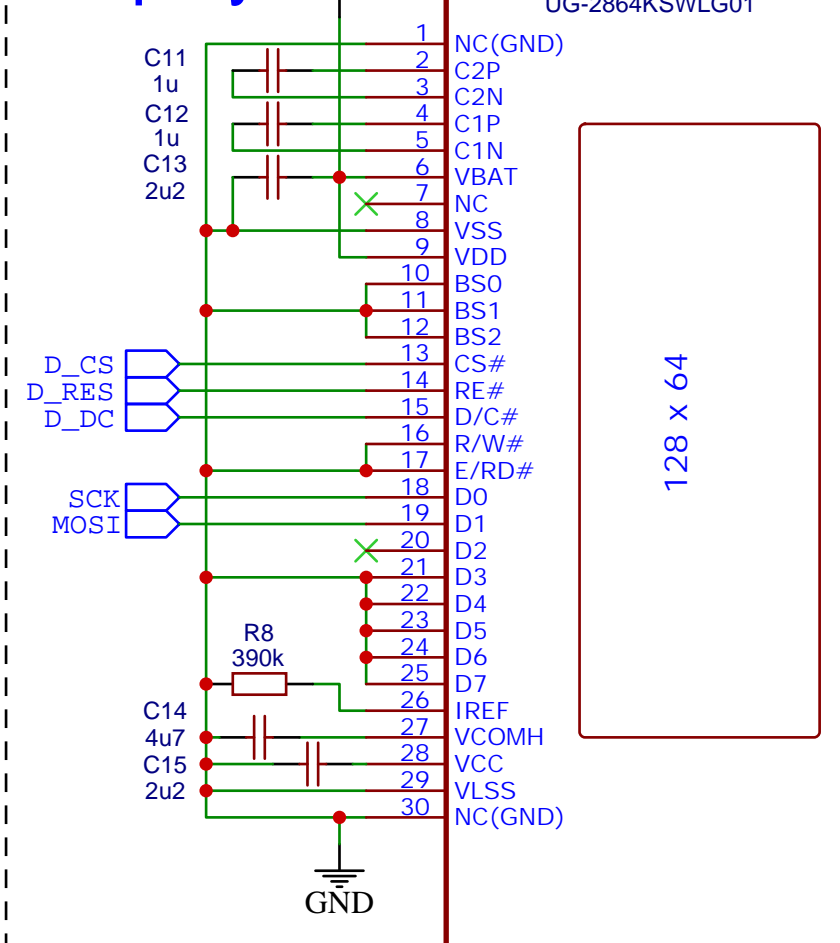 UG-2864KSWLG01
C11
1u
C12
1u
C13
2u2
1 NC(GND)
2 C2P
3 C2N
4 C1P
5 C1N
6 VBAT
7 NC
8 VSS
9 VDD
10 BS0
11 BS1
12 BS2
D_CS 13 CS#
D_RES 14 RE#
D_DC 15 D/C#
16 R/W#
17 E/RD#
SCK 18 D0
MOSI 19 D1
20 D2
21 D3
22 D4
23 D5
24 D6
25 D7
26 IREF
27 VCOMH
28 VCC
29 VLSS
30 NC(GND)
R8
390k
C14
4u7
C15
2u2
GND
128 x 64